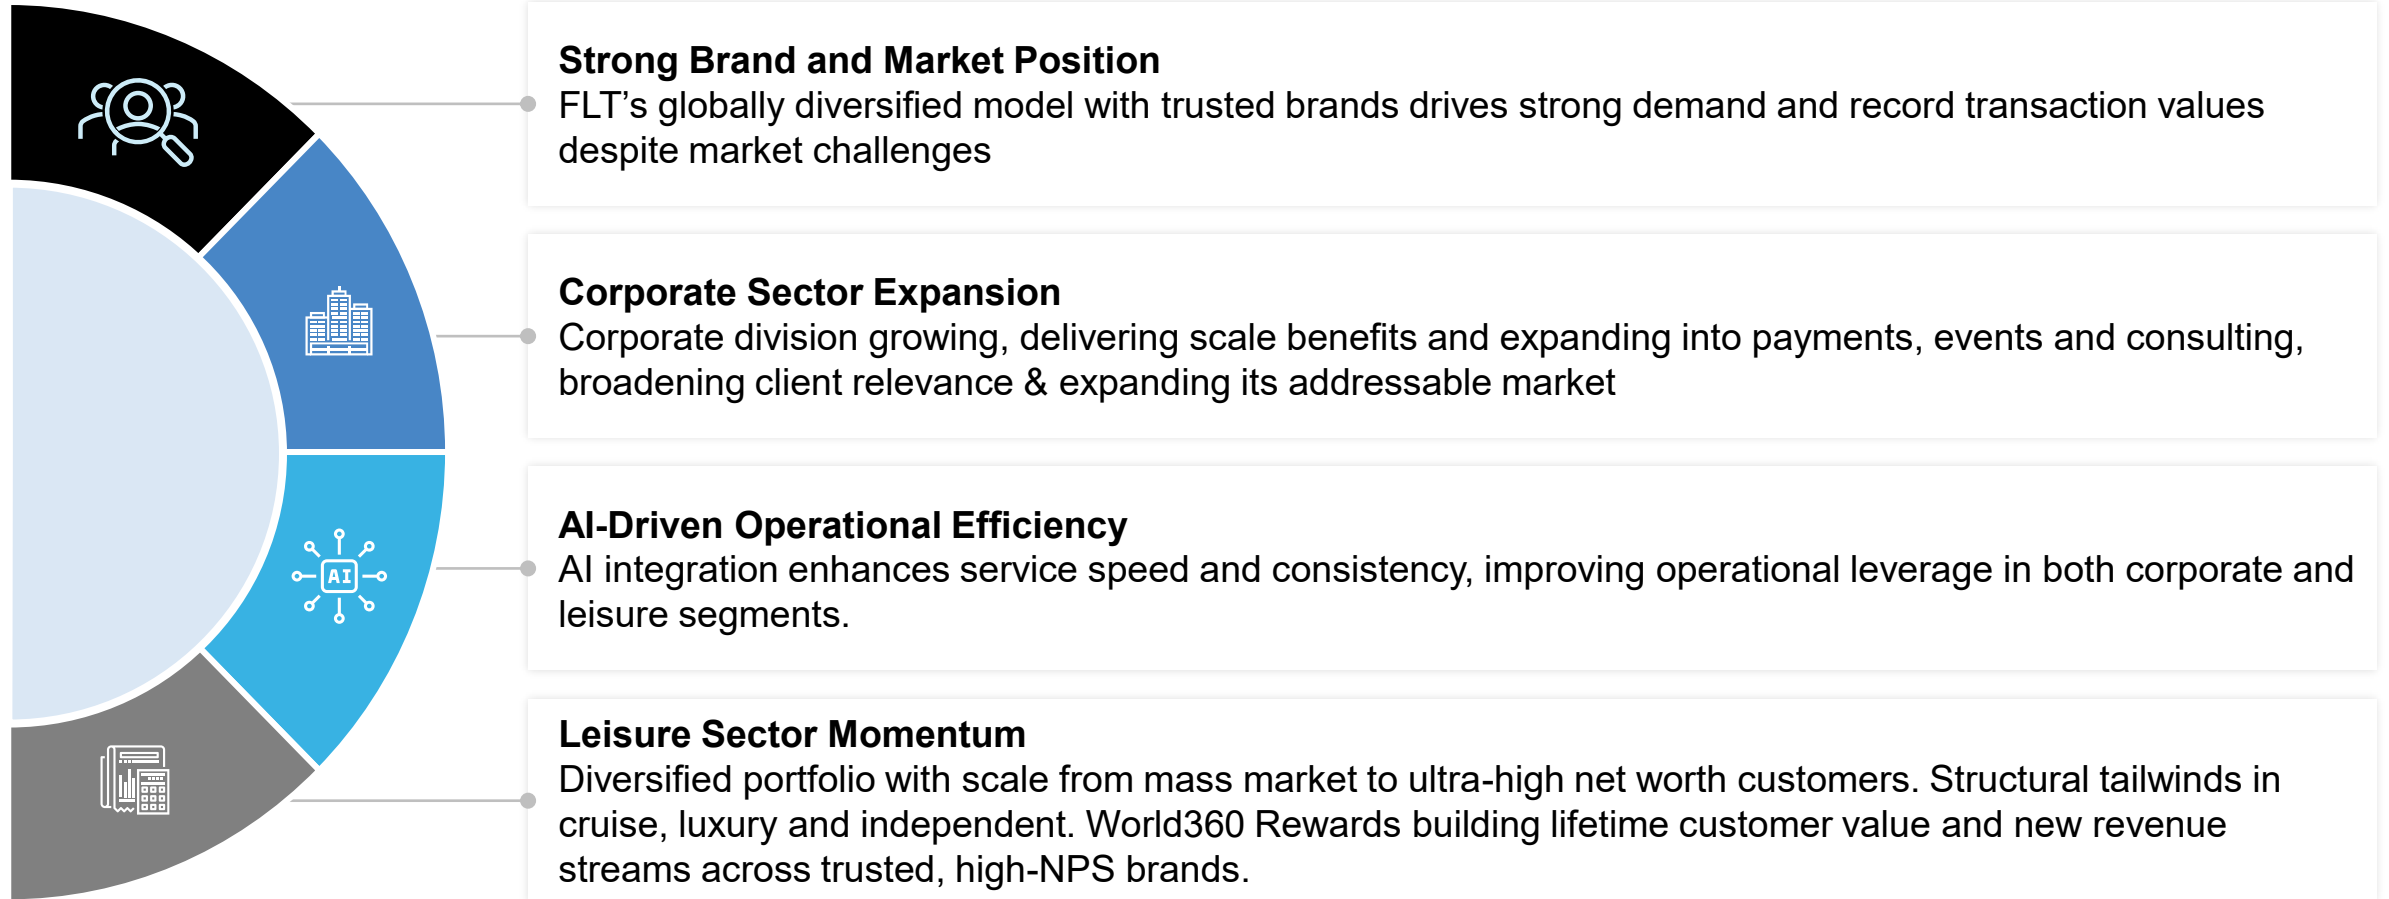 Strong Brand and Market Position
FLT’s globally diversified model with trusted brands drives strong demand and record transaction values
despite market challenges
Corporate Sector Expansion
Corporate division growing, delivering scale benefits and expanding into payments, events and consulting,
broadening client relevance & expanding its addressable market
AI
AI-Driven Operational Efficiency
AI integration enhances service speed and consistency, improving operational leverage in both corporate and
leisure segments.
Leisure Sector Momentum
Diversified portfolio with scale from mass market to ultra-high net worth customers. Structural tailwinds in
cruise, luxury and independent. World360 Rewards building lifetime customer value and new revenue
streams across trusted, high-NPS brands.